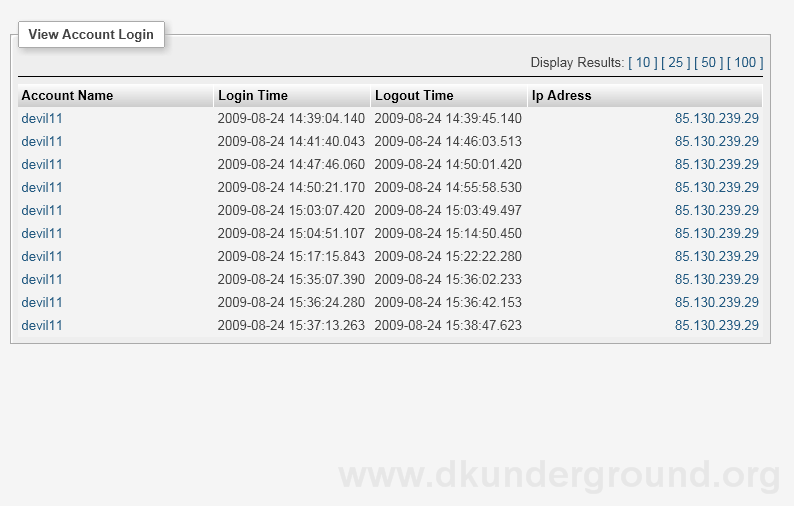 View Account Login
Display Results: [ 10 ] [ 25 ] [ 50 ] [ 100 ]
Account Name Login Time Logout Time Ip Adress
devil11 2009-08-24 14:39:04.140 2009-08-24 14:39:45.140 85.130.239.29
devil11 2009-08-24 14:41:40.043 2009-08-24 14:46:03.513 85.130.239.29
devil11 2009-08-24 14:47:46.060 2009-08-24 14:50:01.420 85.130.239.29
devil11 2009-08-24 14:50:21.170 2009-08-24 14:55:58.530 85.130.239.29
devil11 2009-08-24 15:03:07.420 2009-08-24 15:03:49.497 85.130.239.29
devil11 2009-08-24 15:04:51.107 2009-08-24 15:14:50.450 85.130.239.29
devil11 2009-08-24 15:17:15.843 2009-08-24 15:22:22.280 85.130.239.29
devil11 2009-08-24 15:35:07.390 2009-08-24 15:36:02.233 85.130.239.29
devil11 2009-08-24 15:36:24.280 2009-08-24 15:36:42.153 85.130.239.29
devil11 2009-08-24 15:37:13.263 2009-08-24 15:38:47.623 85.130.239.29
www.dkunderground.org